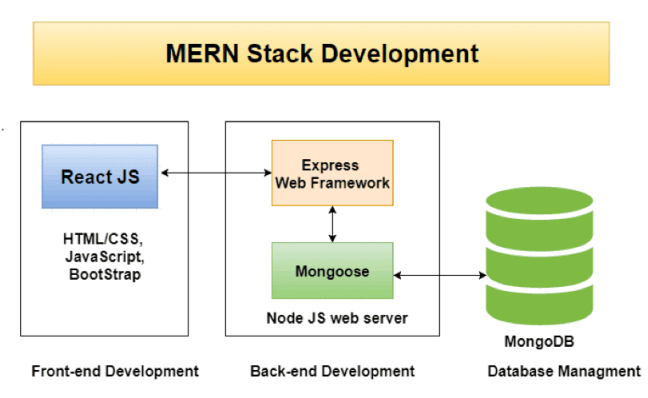 MERN Stack Development
React JS
HTML/CSS,
JavaScript,
BootStrap
Express
Web Framework
Mongoose
Node JS web server
MongoDB
Front-end Development
Back-end Development
Database Managment